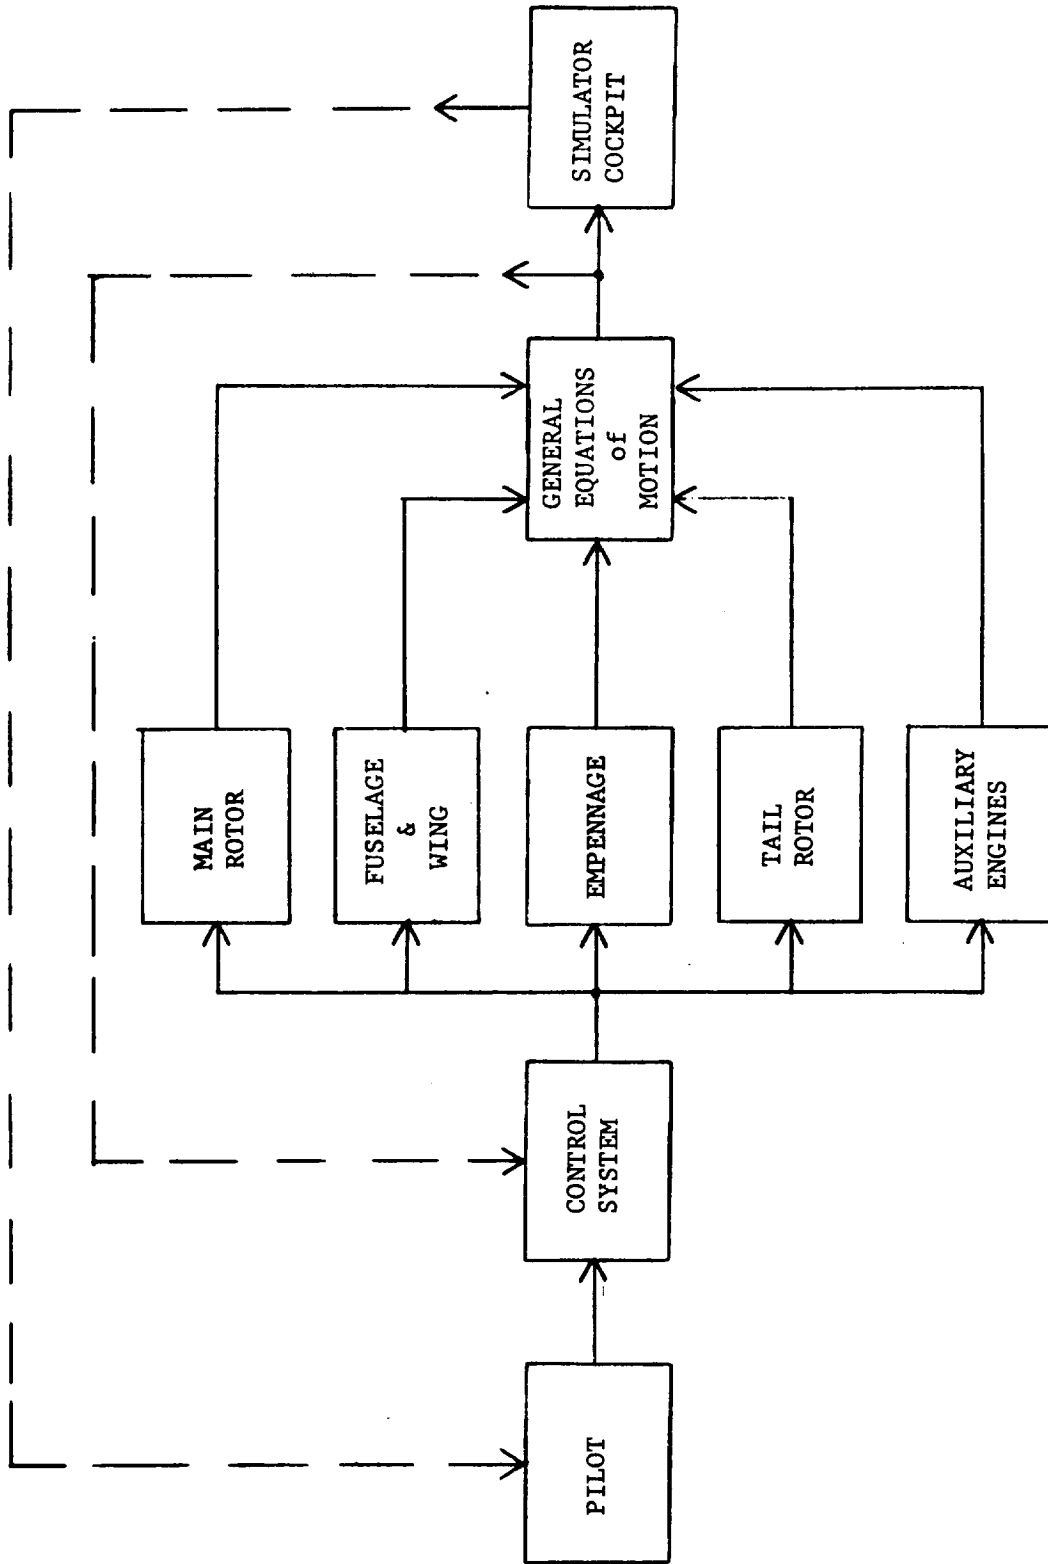 PILOT
CONTROL
SYSTEM
MAIN
ROTOR
FUSELAGE
&
WING
EMPENNAGE
TAIL
ROTOR
AUXILIARY
ENGINES
GENERAL
EQUATIONS
of
MOTION
SIMULATOR
COCKPIT